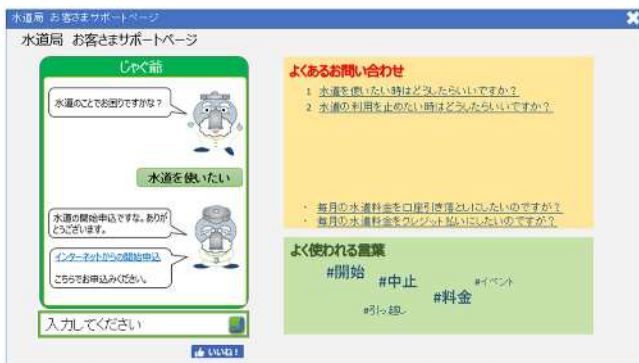 水道局 お客さまサポートページ
水道局 お客さまサポートページ
じゃぐ爺
水道のことでお困りですかな？
水道を使いたい
水道の開始申込ですな。ありが
とうございます。
インターネットからの開始申込
こちらでお申込みください。
入力してください
いいね!
よくあるお問い合わせ
1 水道を使いたい時はどうしたらいいですか？
2 水道の利用を止めたい時はどうしたらいいですか？
・ 毎月の水道料金を口座引き落としにしたいのですが？
・ 毎月の水道料金をクレジット払いにしたいのですが？
よく使われる言葉
#開始
#中止
#イベント
#料金
#引っ越し